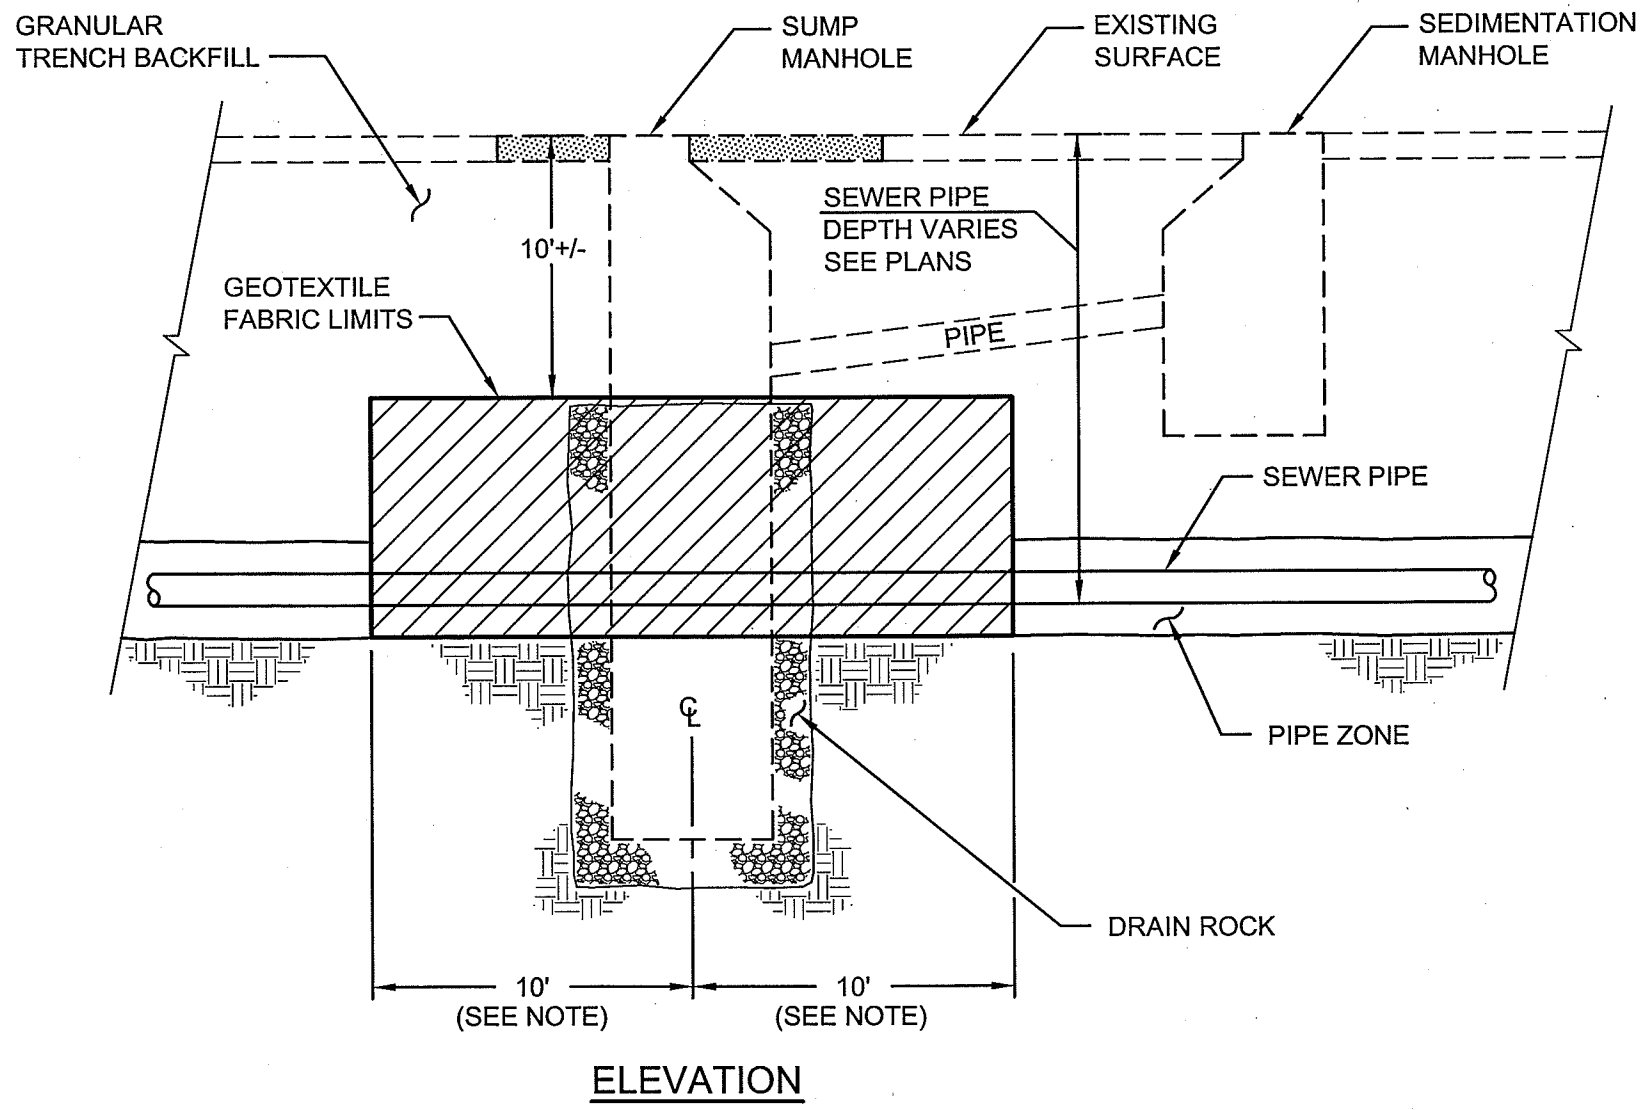 GRANULAR
TRENCH BACKFILL
SUMP
MANHOLE
EXISTING
SURFACE
SEDIMENTATION
MANHOLE
SEWER PIPE
DEPTH VARIES
SEE PLANS
10'+/-
GEOTEXTILE
FABRIC LIMITS
PIPE
SEWER PIPE
℄
PIPE ZONE
DRAIN ROCK
10'
(SEE NOTE)
10'
(SEE NOTE)
ELEVATION